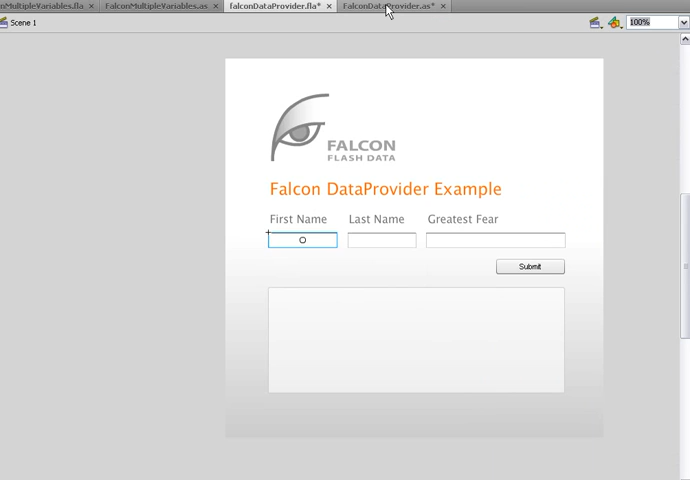 nMultipleVariables.fla × FalconMultipleVariables.as × falconDataProvider.fla* × FalconDataProvider.as* ×
Scene 1 100%
FALCON
FLASH DATA
Falcon DataProvider Example
First Name Last Name Greatest Fear
Submit